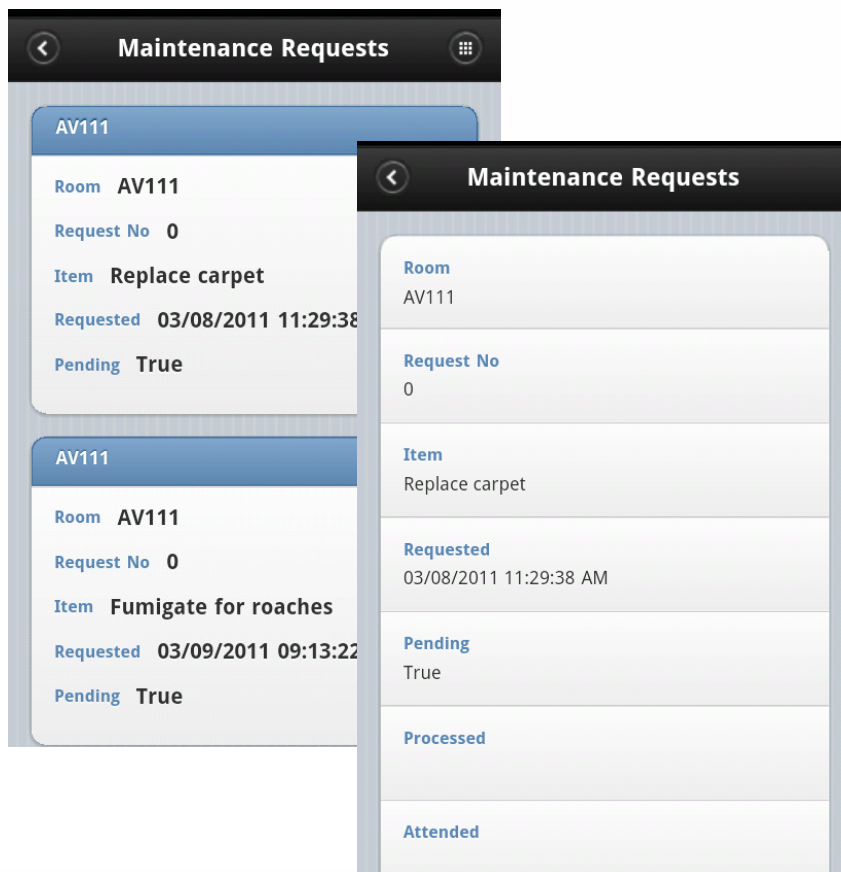 Maintenance Requests
AV111
Room AV111
Request No 0
Item Replace carpet
Requested 03/08/2011 11:29:38
Pending True
AV111
Room AV111
Request No 0
Item Fumigate for roaches
Requested 03/09/2011 09:13:22
Pending True
Maintenance Requests
Room
AV111
Request No
0
Item
Replace carpet
Requested
03/08/2011 11:29:38 AM
Pending
True
Processed
Attended